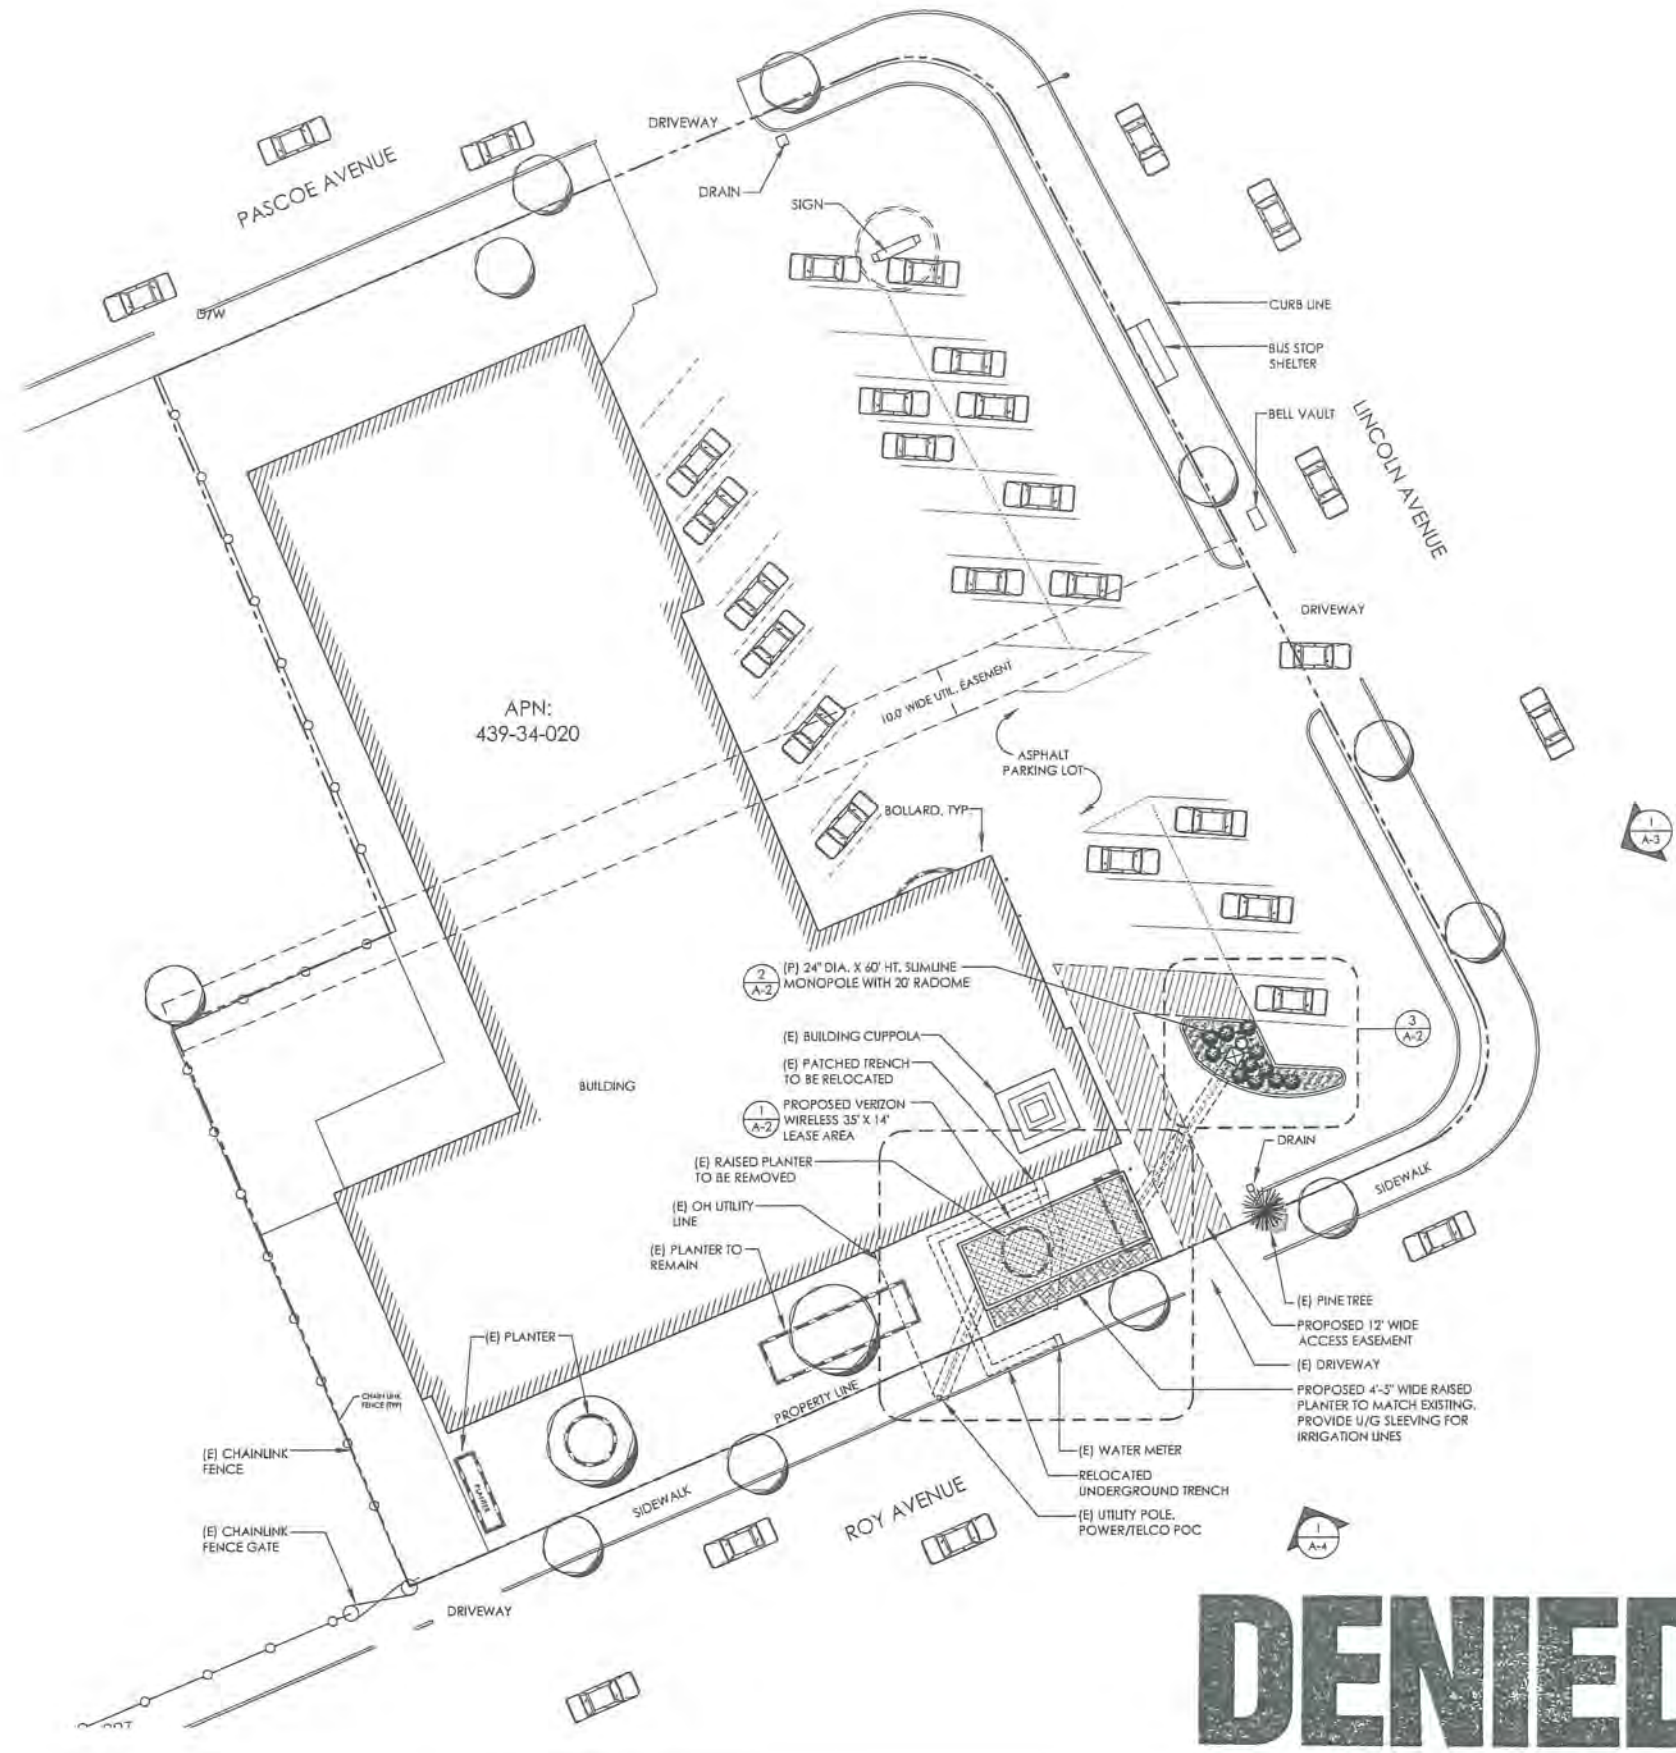 PASCOE AVENUE
DRIVEWAY
DRAIN
SIGN
D/W
CURB LINE
BUS STOP
SHELTER
BELL VAULT
LINCOLN AVENUE
DRIVEWAY
APN:
439-34-020
10.0' WIDE UTIL. EASEMENT
ASPHALT
PARKING LOT
BOLLARD, TYP
1
A-3
2
A-2
(P) 24" DIA. X 60' HT. SLIMLINE
MONOPOLE WITH 20' RADOME
3
A-2
(E) BUILDING CUPPOLA
(E) PATCHED TRENCH
TO BE RELOCATED
BUILDING
1
A-2
PROPOSED VERIZON
WIRELESS 35' X 14'
LEASE AREA
DRAIN
(E) RAISED PLANTER
TO BE REMOVED
SIDEWALK
(E) OH UTILITY
LINE
(E) PLANTER TO
REMAIN
(E) PINE TREE
PROPOSED 12' WIDE
ACCESS EASEMENT
(E) PLANTER
(E) DRIVEWAY
PROPOSED 4'-5" WIDE RAISED
PLANTER TO MATCH EXISTING.
PROVIDE U/G SLEEVING FOR
IRRIGATION LINES
CHAIN LINK
FENCE (TYP)
PROPERTY LINE
(E) CHAINLINK
FENCE
(E) WATER METER
RELOCATED
UNDERGROUND TRENCH
PLANTER
SIDEWALK
ROY AVENUE
(E) UTILITY POLE,
POWER/TELCO POC
(E) CHAINLINK
FENCE GATE
1
A-4
DRIVEWAY
DENIED